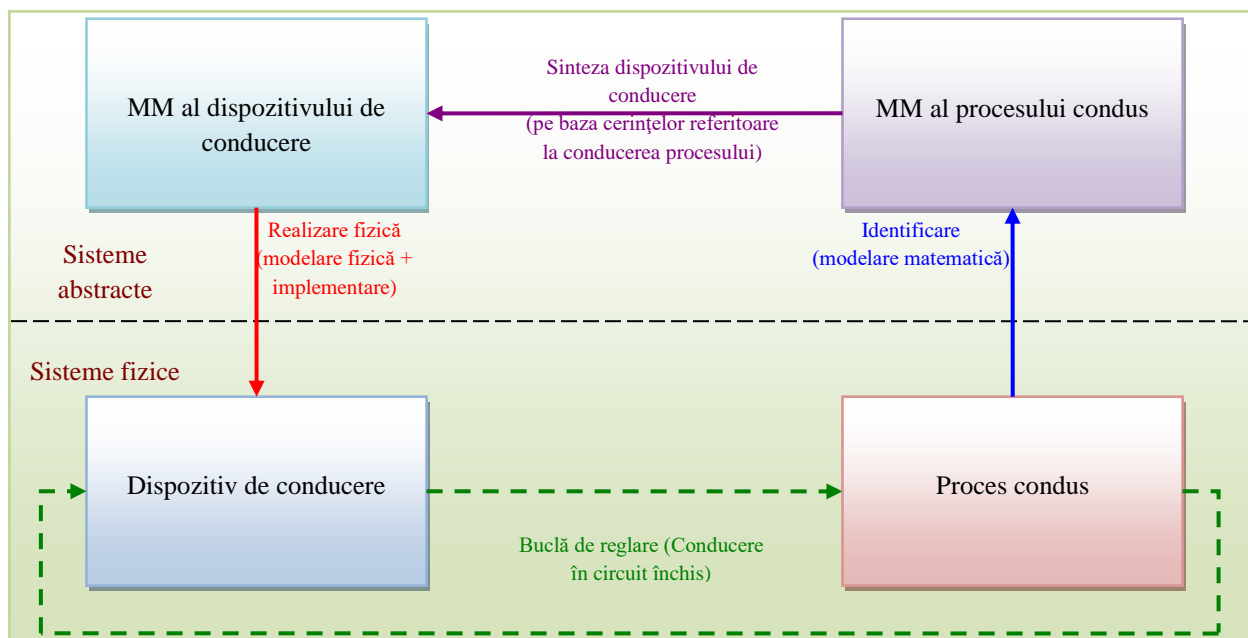 MM al dispozitivului de
conducere
Sinteza dispozitivului de
conducere
(pe baza cerinţelor referitoare
la conducerea procesului)
MM al procesului condus
Realizare fizică
(modelare fizică +
implementare)
Identificare
(modelare matematică)
Sisteme
abstracte
Sisteme fizice
Dispozitiv de conducere
Proces condus
Buclă de reglare (Conducere
în circuit închis)